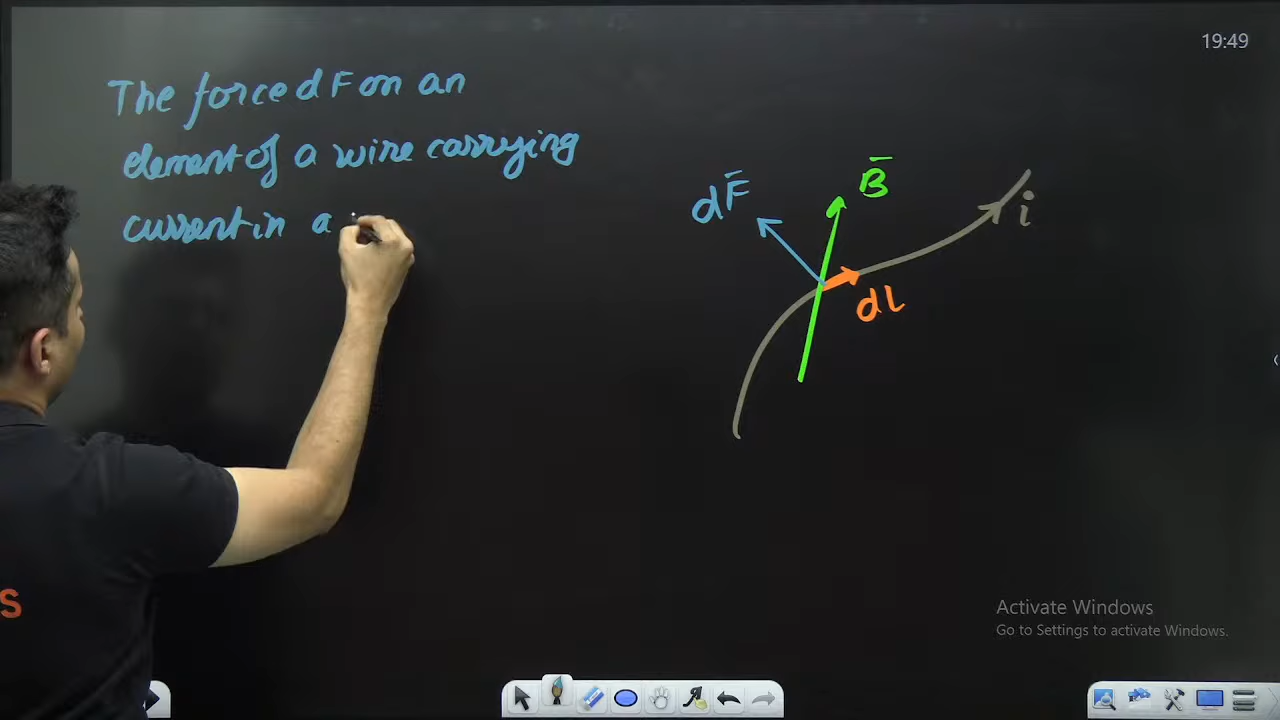 19:49
The force dF on an
element of a wire carrying
current in a
B̅
dF̅
i
dl
S
Activate Windows
Go to Settings to activate Windows.